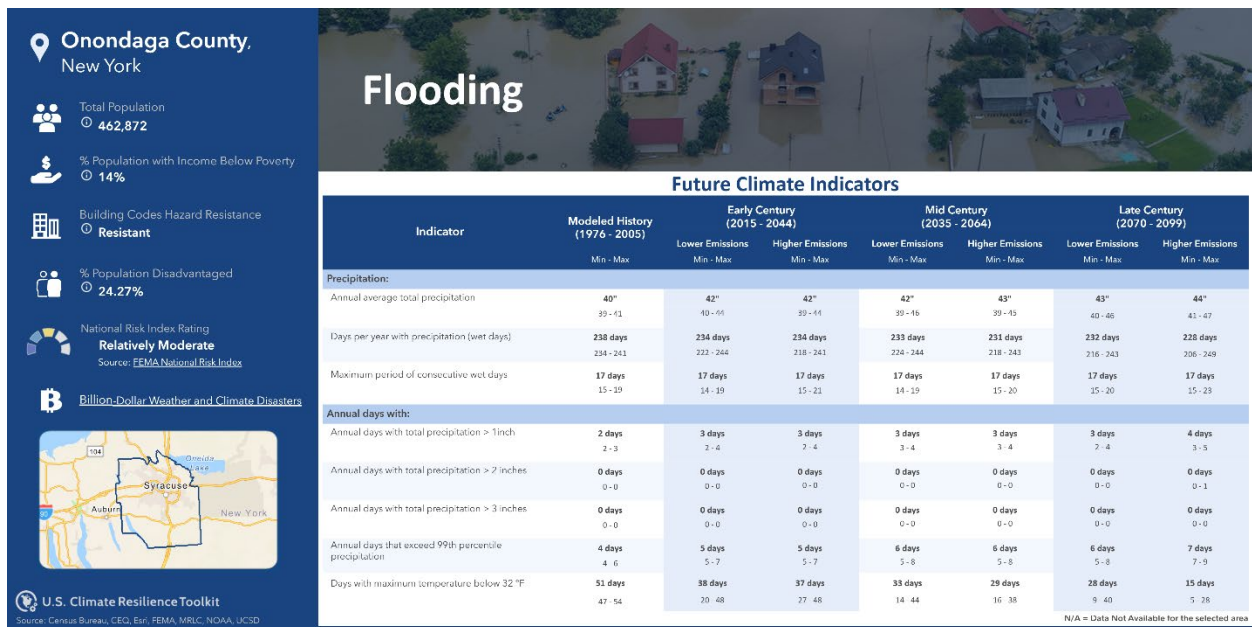 Onondaga County,
New York
Total Population
462,872
% Population with Income Below Poverty
14%
Building Codes Hazard Resistance
Resistant
% Population Disadvantaged
24.27%
National Risk Index Rating
Relatively Moderate
Source: FEMA National Risk Index
Billion-Dollar Weather and Climate Disasters
104
Oneida
Lake
Syracuse
Auburn
New York
90
U.S. Climate Resilience Toolkit
Source: Census Bureau, CEQ, Esri, FEMA, MRLC, NOAA, UCSD
Flooding
Future Climate Indicators
Indicator
Modeled History
(1976 - 2005)
Early Century
(2015 - 2044)
Mid Century
(2035 - 2064)
Late Century
(2070 - 2099)
Lower Emissions Higher Emissions Lower Emissions Higher Emissions Lower Emissions Higher Emissions
Min - Max Min - Max Min - Max Min - Max Min - Max Min - Max Min - Max
Precipitation:
Annual average total precipitation 40" 42" 42" 42" 43" 43" 44"
39 - 41 40 - 44 39 - 44 39 - 46 39 - 45 40 - 46 41 - 47
Days per year with precipitation (wet days) 238 days 234 days 234 days 233 days 231 days 232 days 228 days
234 - 241 222 - 244 218 - 241 224 - 244 218 - 243 216 - 243 206 - 249
Maximum period of consecutive wet days 17 days 17 days 17 days 17 days 17 days 17 days 17 days
15 - 19 14 - 19 15 - 21 14 - 19 15 - 20 15 - 20 15 - 23
Annual days with:
Annual days with total precipitation > 1inch 2 days 3 days 3 days 3 days 3 days 3 days 4 days
2 - 3 2 - 4 2 - 4 3 - 4 3 - 4 2 - 4 3 - 5
Annual days with total precipitation > 2 inches 0 days 0 days 0 days 0 days 0 days 0 days 0 days
0 - 0 0 - 0 0 - 0 0 - 0 0 - 0 0 - 0 0 - 1
Annual days with total precipitation > 3 inches 0 days 0 days 0 days 0 days 0 days 0 days 0 days
0 - 0 0 - 0 0 - 0 0 - 0 0 - 0 0 - 0 0 - 0
Annual days that exceed 99th percentile
precipitation 4 days 5 days 5 days 6 days 6 days 6 days 7 days
4 - 6 5 - 7 5 - 7 5 - 8 5 - 8 5 - 8 7 - 9
Days with maximum temperature below 32 °F 51 days 38 days 37 days 33 days 29 days 28 days 15 days
47 - 54 20 - 48 27 - 48 14 - 44 16 - 38 9 - 40 5 - 28
N/A = Data Not Available for the selected area